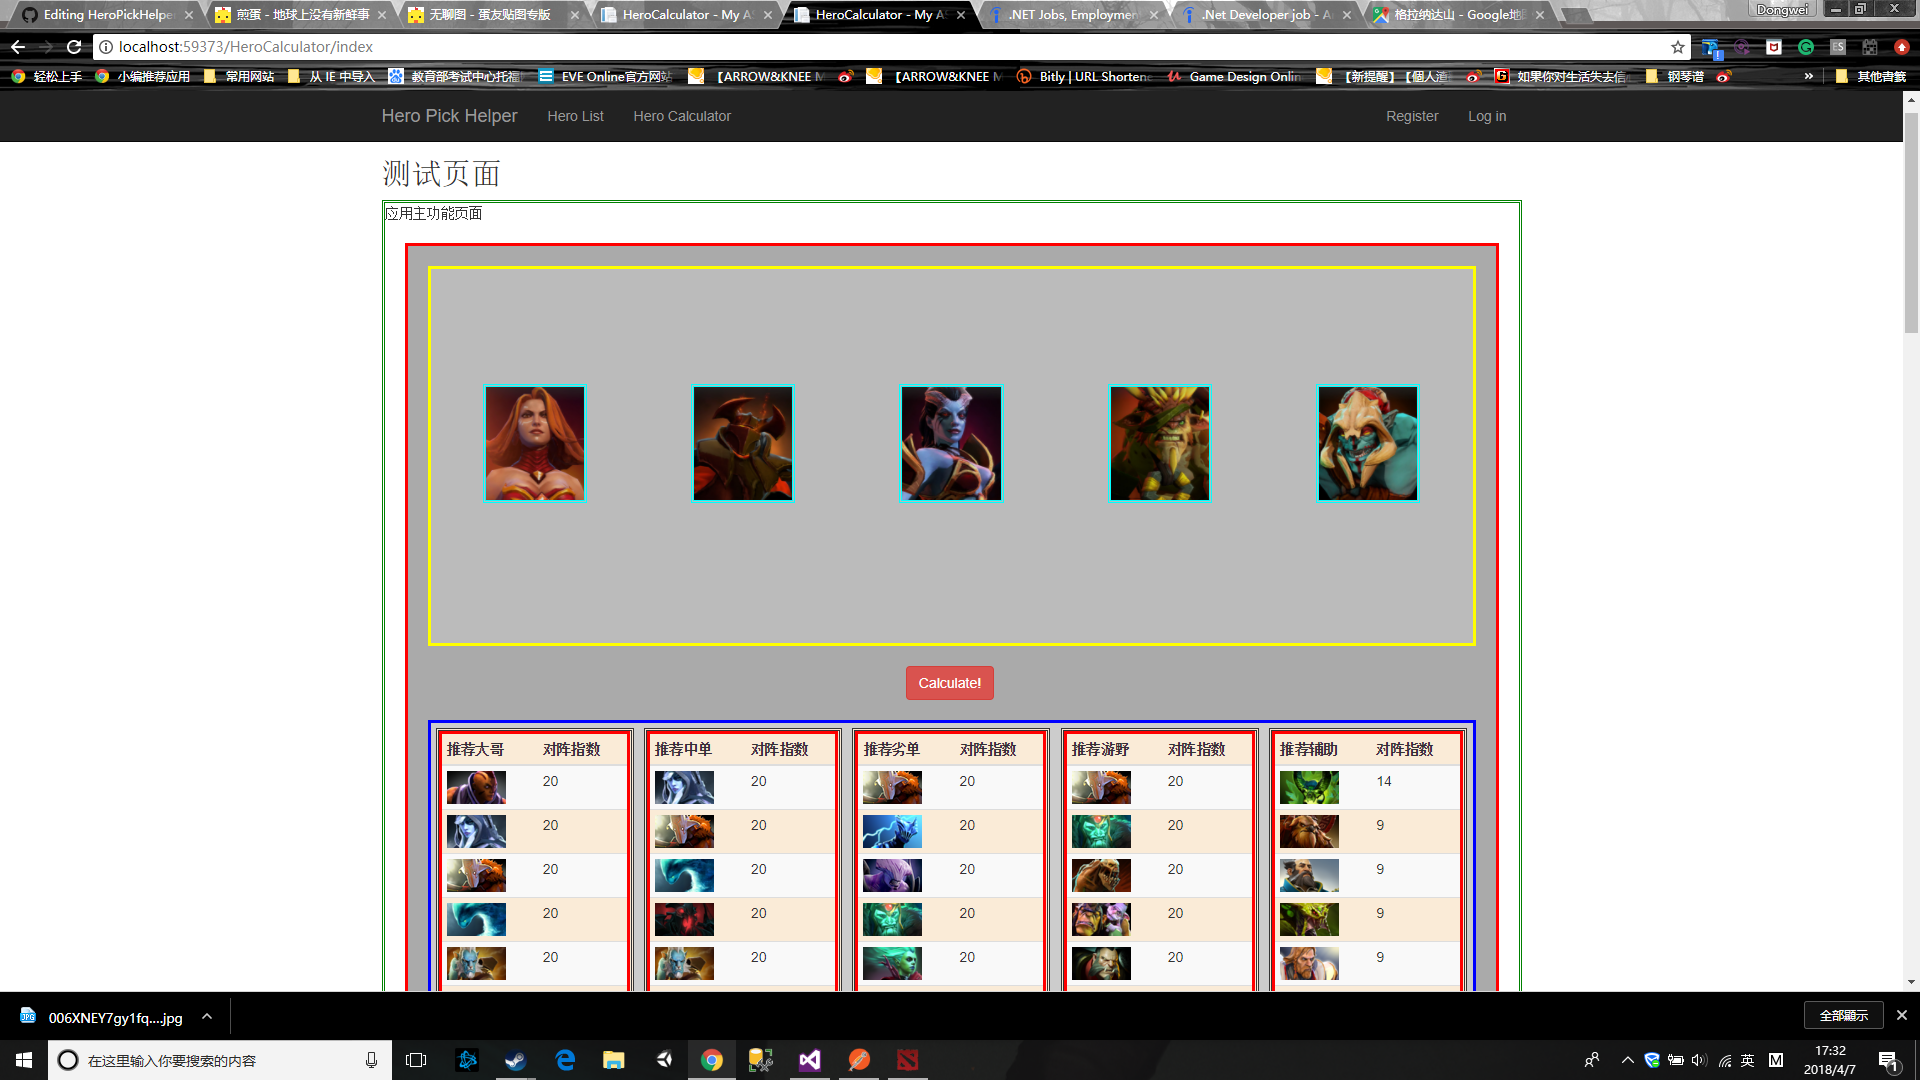 Editing HeroPickHelpe
煎蛋 - 地球上没有新鲜事
无聊图 - 蛋友贴图专版
HeroCalculator - My A
HeroCalculator - My A
.NET Jobs, Employme
.Net Developer job - A
格拉纳达山 - Google地
Dongwei
localhost:59373/HeroCalculator/index
轻松上手
小编推荐应用
常用网站
从 IE 中导入
教育部考试中心托福
EVE Online官方网站
【ARROW&KNEE
【ARROW&KNEE
Bitly | URL Shorten
Game Design Onlin
【新提醒】【個人
如果你对生活失去信
钢琴谱
»
其他書籤
Hero Pick Helper
Hero List
Hero Calculator
Register
Log in
测试页面
应用主功能页面
Calculate!
推荐大哥 对阵指数
20
20
20
20
20
推荐中单 对阵指数
20
20
20
20
20
推荐劣单 对阵指数
20
20
20
20
20
推荐游野 对阵指数
20
20
20
20
20
推荐辅助 对阵指数
14
9
9
9
9
006XNEY7gy1fq....jpg
全部顯示
在这里输入你要搜索的内容
英
M
17:32
2018/4/7
1